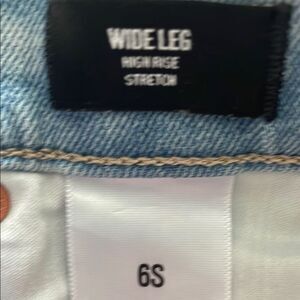 WIDE LEG
HIGH RISE
STRETCH
6S